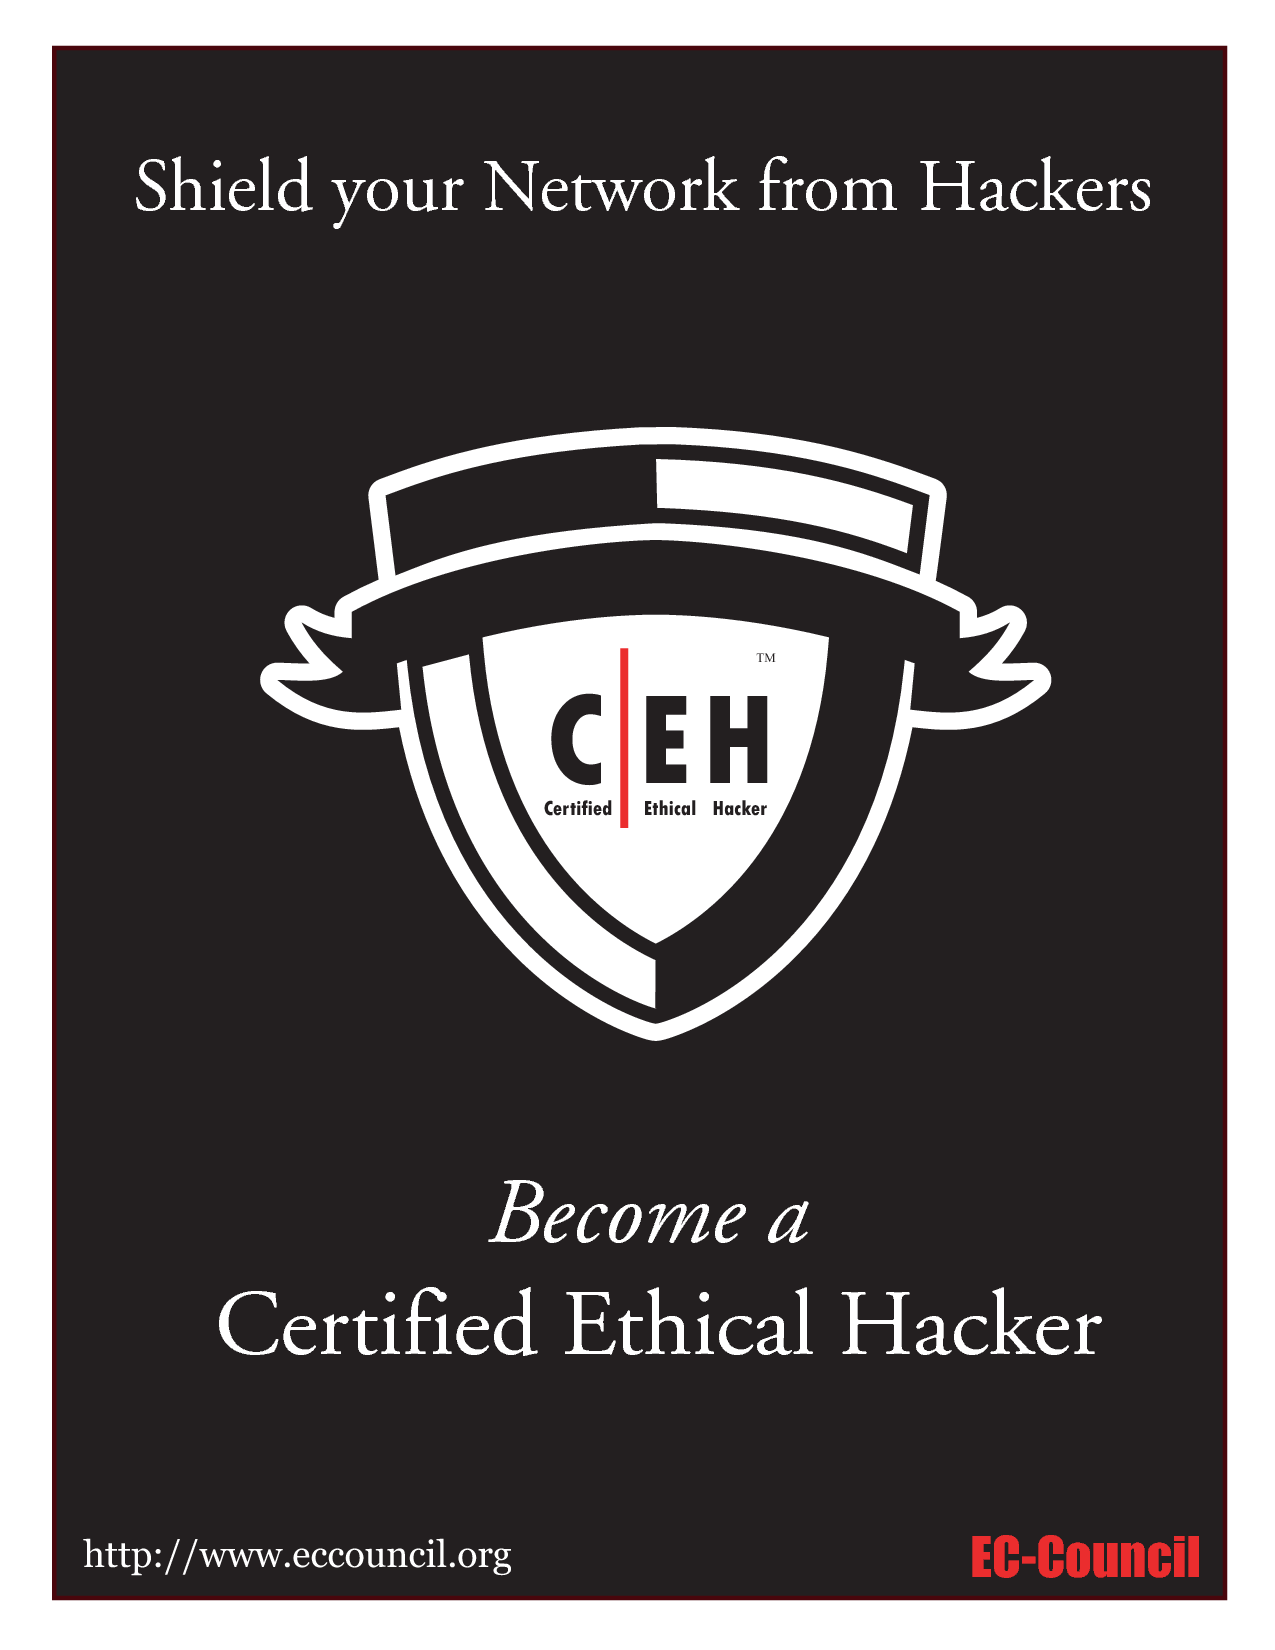 Shield your Network from Hackers
TM
C EH
Certified Ethical Hacker
Become a
Certified Ethical Hacker
http://www.eccouncil.org
EC-Council